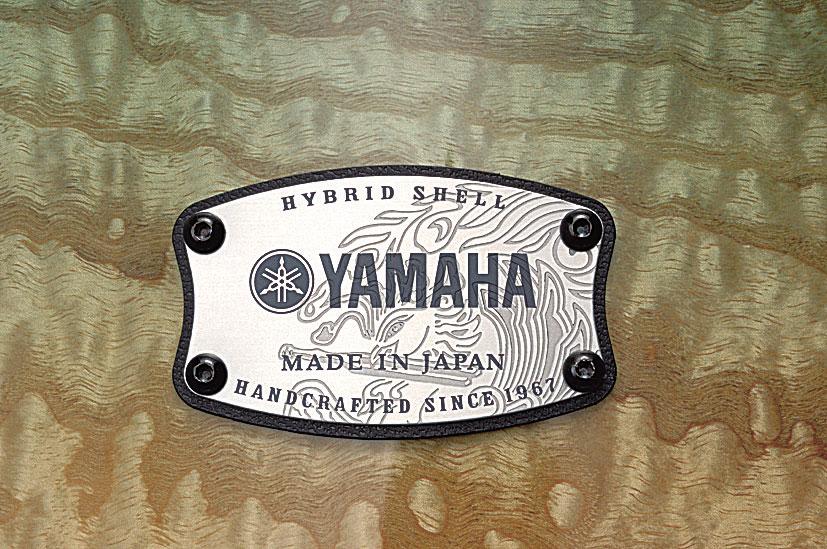 HYBRID SHELL
YAMAHA
MADE IN JAPAN
HANDCRAFTED SINCE 1967